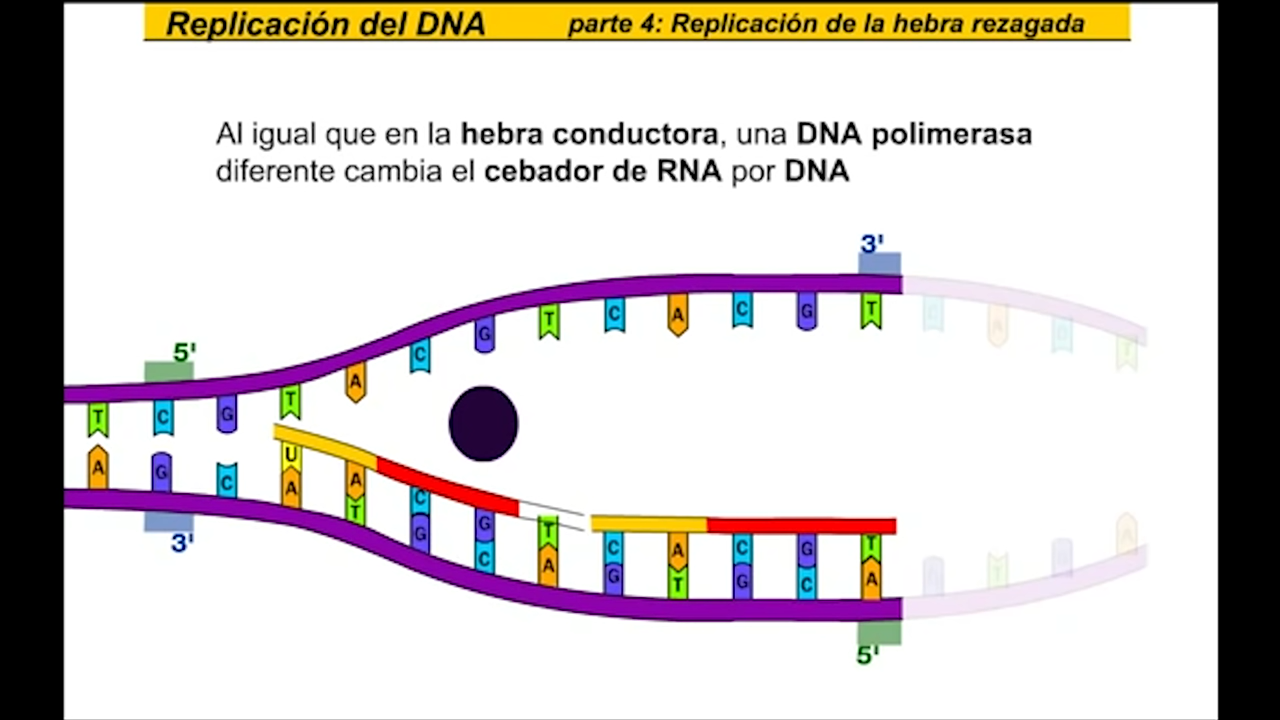 Replicación del DNA parte 4: Replicación de la hebra rezagada
Al igual que en la hebra conductora, una DNA polimerasa
diferente cambia el cebador de RNA por DNA
3'
5'
T C G T A C G T C A C G T C A G T
U A C G T C A C G T
A G C A T G C A G T G C A G T G A
3'
5'